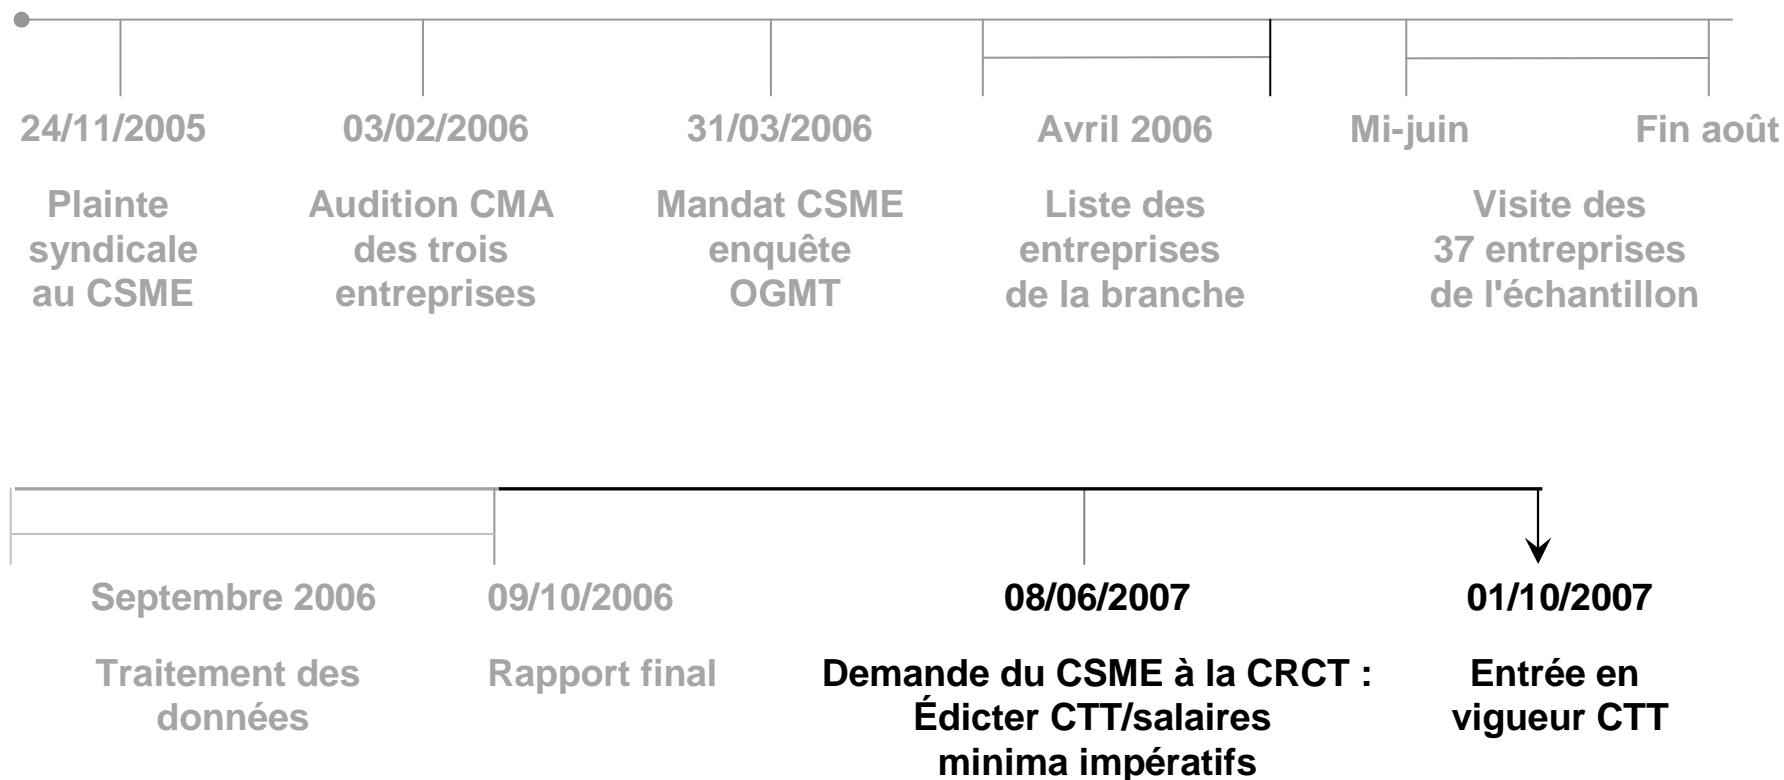 24/11/2005
Plainte
syndicale
au CSME
03/02/2006
Audition CMA
des trois
entreprises
31/03/2006
Mandat CSME
enquête
OGMT
Avril 2006
Liste des
entreprises
de la branche
Mi-juin
Fin août
Visite des
37 entreprises
de l'échantillon
Septembre 2006
Traitement des
données
09/10/2006
Rapport final
08/06/2007
Demande du CSME à la CRCT :
Édicter CTT/salaires
minima impératifs
01/10/2007
Entrée en
vigueur CTT